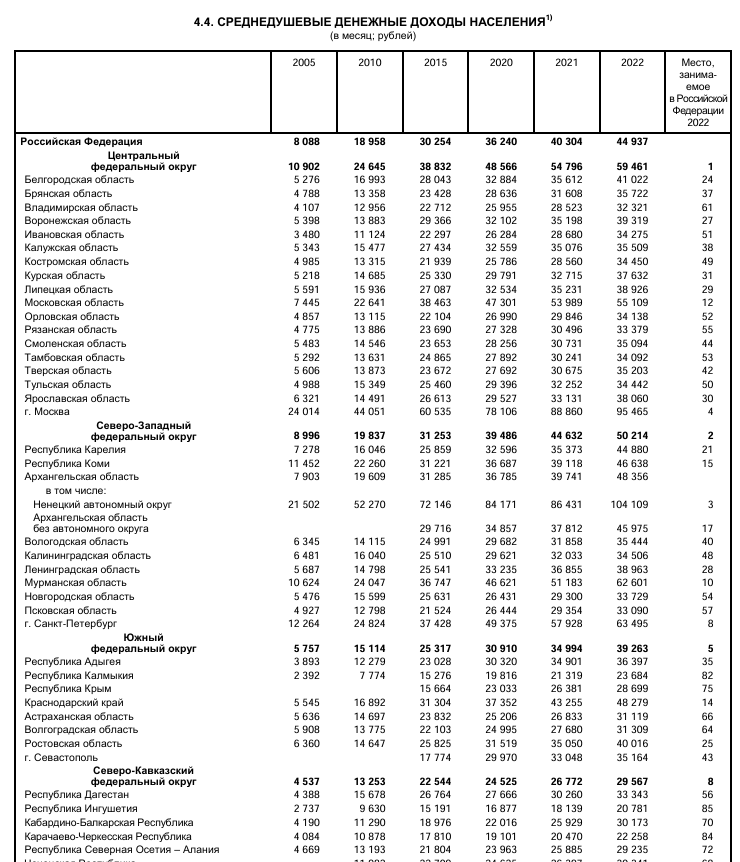 4.4. СРЕДНЕДУШЕВЫЕ ДЕНЕЖНЫЕ ДОХОДЫ НАСЕЛЕНИЯ1)
(в месяц; рублей)
2005 2010 2015 2020 2021 2022 Место,
занима-
емое
в Российской
Федерации
2022
Российская Федерация 8 088 18 958 30 254 36 240 40 304 44 937
Центральный
федеральный округ 10 902 24 645 38 832 48 566 54 796 59 461 1
Белгородская область 5 276 16 993 28 043 32 884 35 612 41 022 24
Брянская область 4 788 13 358 23 428 28 636 31 608 35 722 37
Владимирская область 4 107 12 956 22 712 25 955 28 523 32 321 61
Воронежская область 5 398 13 883 29 366 32 102 35 198 39 319 27
Ивановская область 3 480 11 124 22 297 26 284 28 680 34 275 51
Калужская область 5 343 15 477 27 434 32 559 35 076 35 509 38
Костромская область 4 985 13 315 21 939 25 786 28 560 34 450 49
Курская область 5 218 14 685 25 330 29 791 32 715 37 632 31
Липецкая область 5 591 15 936 27 087 32 534 35 231 38 926 29
Московская область 7 445 22 641 38 463 47 301 53 989 55 109 12
Орловская область 4 857 13 115 22 104 26 990 29 846 34 138 52
Рязанская область 4 775 13 886 23 690 27 328 30 496 33 379 55
Смоленская область 5 483 14 546 23 653 28 256 30 731 35 094 44
Тамбовская область 5 292 13 631 24 865 27 892 30 241 34 092 53
Тверская область 5 606 13 873 23 672 27 692 30 675 35 203 42
Тульская область 4 988 15 349 25 460 29 396 32 252 34 442 50
Ярославская область 6 321 14 491 26 613 29 527 33 131 38 060 30
г. Москва 24 014 44 051 60 535 78 106 88 860 95 465 4
Северо-Западный
федеральный округ 8 996 19 837 31 253 39 486 44 632 50 214 2
Республика Карелия 7 278 16 046 25 859 32 596 35 373 44 880 21
Республика Коми 11 452 22 260 31 221 36 687 39 118 46 638 15
Архангельская область 7 903 19 609 31 285 36 785 39 741 48 356
в том числе:
Ненецкий автономный округ 21 502 52 270 72 146 84 171 86 431 104 109 3
Архангельская область
без автономного округа 29 716 34 857 37 812 45 975 17
Вологодская область 6 345 14 115 24 991 29 682 31 858 35 444 40
Калининградская область 6 481 16 040 25 510 29 621 32 033 34 506 48
Ленинградская область 5 687 14 798 25 541 33 235 36 855 38 963 28
Мурманская область 10 624 24 047 36 747 46 621 51 183 62 601 10
Новгородская область 5 476 15 599 25 631 26 431 29 300 33 729 54
Псковская область 4 927 12 798 21 524 26 444 29 354 33 090 57
г. Санкт-Петербург 12 264 24 824 37 428 49 375 57 928 63 495 8
Южный
федеральный округ 5 757 15 114 25 317 30 910 34 994 39 263 5
Республика Адыгея 3 893 12 279 23 028 30 320 34 901 36 397 35
Республика Калмыкия 2 392 7 774 15 276 19 816 21 319 23 684 82
Республика Крым 15 664 23 033 26 381 28 699 75
Краснодарский край 5 545 16 892 31 304 37 352 43 255 48 279 14
Астраханская область 5 636 14 697 23 832 25 206 26 833 31 119 66
Волгоградская область 5 908 13 775 22 103 24 995 27 680 31 309 64
Ростовская область 6 360 14 647 25 825 31 519 35 050 40 016 25
г. Севастополь 17 774 29 970 33 048 35 164 43
Северо-Кавказский
федеральный округ 4 537 13 253 22 544 24 525 26 772 29 567 8
Республика Дагестан 4 388 15 678 26 764 27 666 30 260 33 343 56
Республика Ингушетия 2 737 9 630 15 191 16 877 18 139 20 781 85
Кабардино-Балкарская Республика 4 190 11 290 18 976 22 016 25 929 30 173 70
Карачаево-Черкесская Республика 4 084 10 878 17 810 19 101 20 470 22 258 84
Республика Северная Осетия – Алания 4 669 13 193 21 804 23 963 25 885 29 235 72